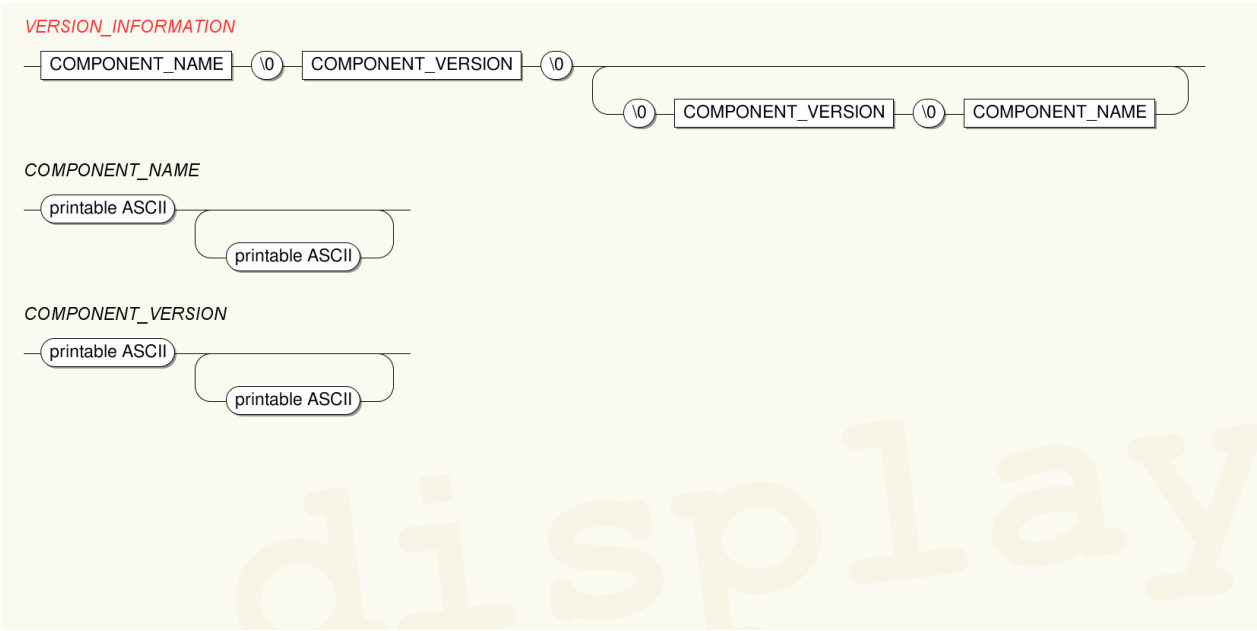 VERSION_INFORMATION
COMPONENT_NAME \0 COMPONENT_VERSION \0
\0 COMPONENT_VERSION \0 COMPONENT_NAME
COMPONENT_NAME
printable ASCII
printable ASCII
COMPONENT_VERSION
printable ASCII
printable ASCII
display